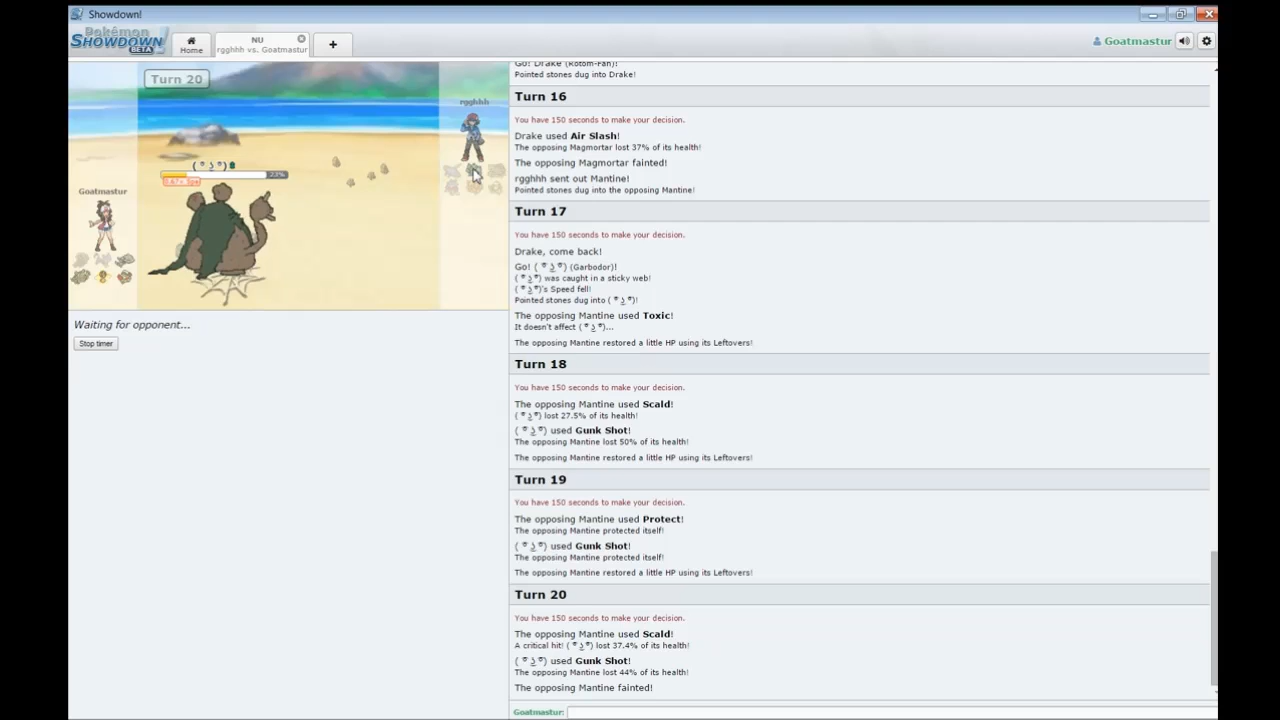 Showdown!
Pokémon
SHOWDOWN
BETA
Home
NU
rgghhh vs. Goatmastur
+
Goatmastur
Turn 20
rgghhh
( ͡° ͜ʖ ͡°)
23%
0.67× Spe
Goatmastur
Waiting for opponent...
Stop timer
Go! Drake (Rotom-Fan)!
Pointed stones dug into Drake!
Turn 16
You have 150 seconds to make your decision.
Drake used Air Slash!
The opposing Magmortar lost 37% of its health!
The opposing Magmortar fainted!
rgghhh sent out Mantine!
Pointed stones dug into the opposing Mantine!
Turn 17
You have 150 seconds to make your decision.
Drake, come back!
Go! ( ͡° ͜ʖ ͡°) (Garbodor)!
( ͡° ͜ʖ ͡°) was caught in a sticky web!
( ͡° ͜ʖ ͡°)'s Speed fell!
Pointed stones dug into ( ͡° ͜ʖ ͡°)!
The opposing Mantine used Toxic!
It doesn't affect ( ͡° ͜ʖ ͡°)...
The opposing Mantine restored a little HP using its Leftovers!
Turn 18
You have 150 seconds to make your decision.
The opposing Mantine used Scald!
( ͡° ͜ʖ ͡°) lost 27.5% of its health!
( ͡° ͜ʖ ͡°) used Gunk Shot!
The opposing Mantine lost 50% of its health!
The opposing Mantine restored a little HP using its Leftovers!
Turn 19
You have 150 seconds to make your decision.
The opposing Mantine used Protect!
The opposing Mantine protected itself!
( ͡° ͜ʖ ͡°) used Gunk Shot!
The opposing Mantine protected itself!
The opposing Mantine restored a little HP using its Leftovers!
Turn 20
You have 150 seconds to make your decision.
The opposing Mantine used Scald!
A critical hit! ( ͡° ͜ʖ ͡°) lost 37.4% of its health!
( ͡° ͜ʖ ͡°) used Gunk Shot!
The opposing Mantine lost 44% of its health!
The opposing Mantine fainted!
Goatmastur: